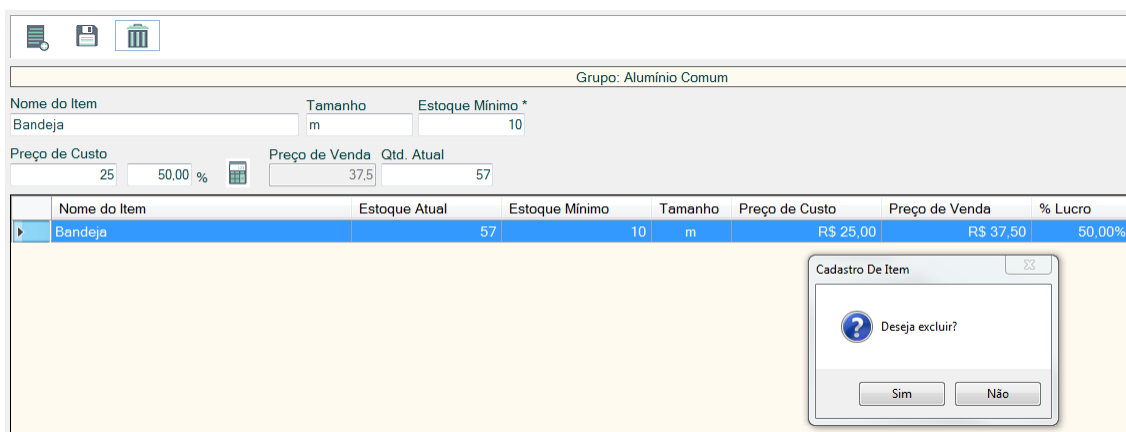 Grupo: Alumínio Comum
Nome do Item Tamanho Estoque Mínimo *
Bandeja m 10
Preço de Custo Preço de Venda Qtd. Atual
25 50,00 % 37,5 57
Nome do Item Estoque Atual Estoque Mínimo Tamanho Preço de Custo Preço de Venda % Lucro
Bandeja 57 10 m R$ 25,00 R$ 37,50 50,00%
Cadastro De Item
Deseja excluir?
Sim Não